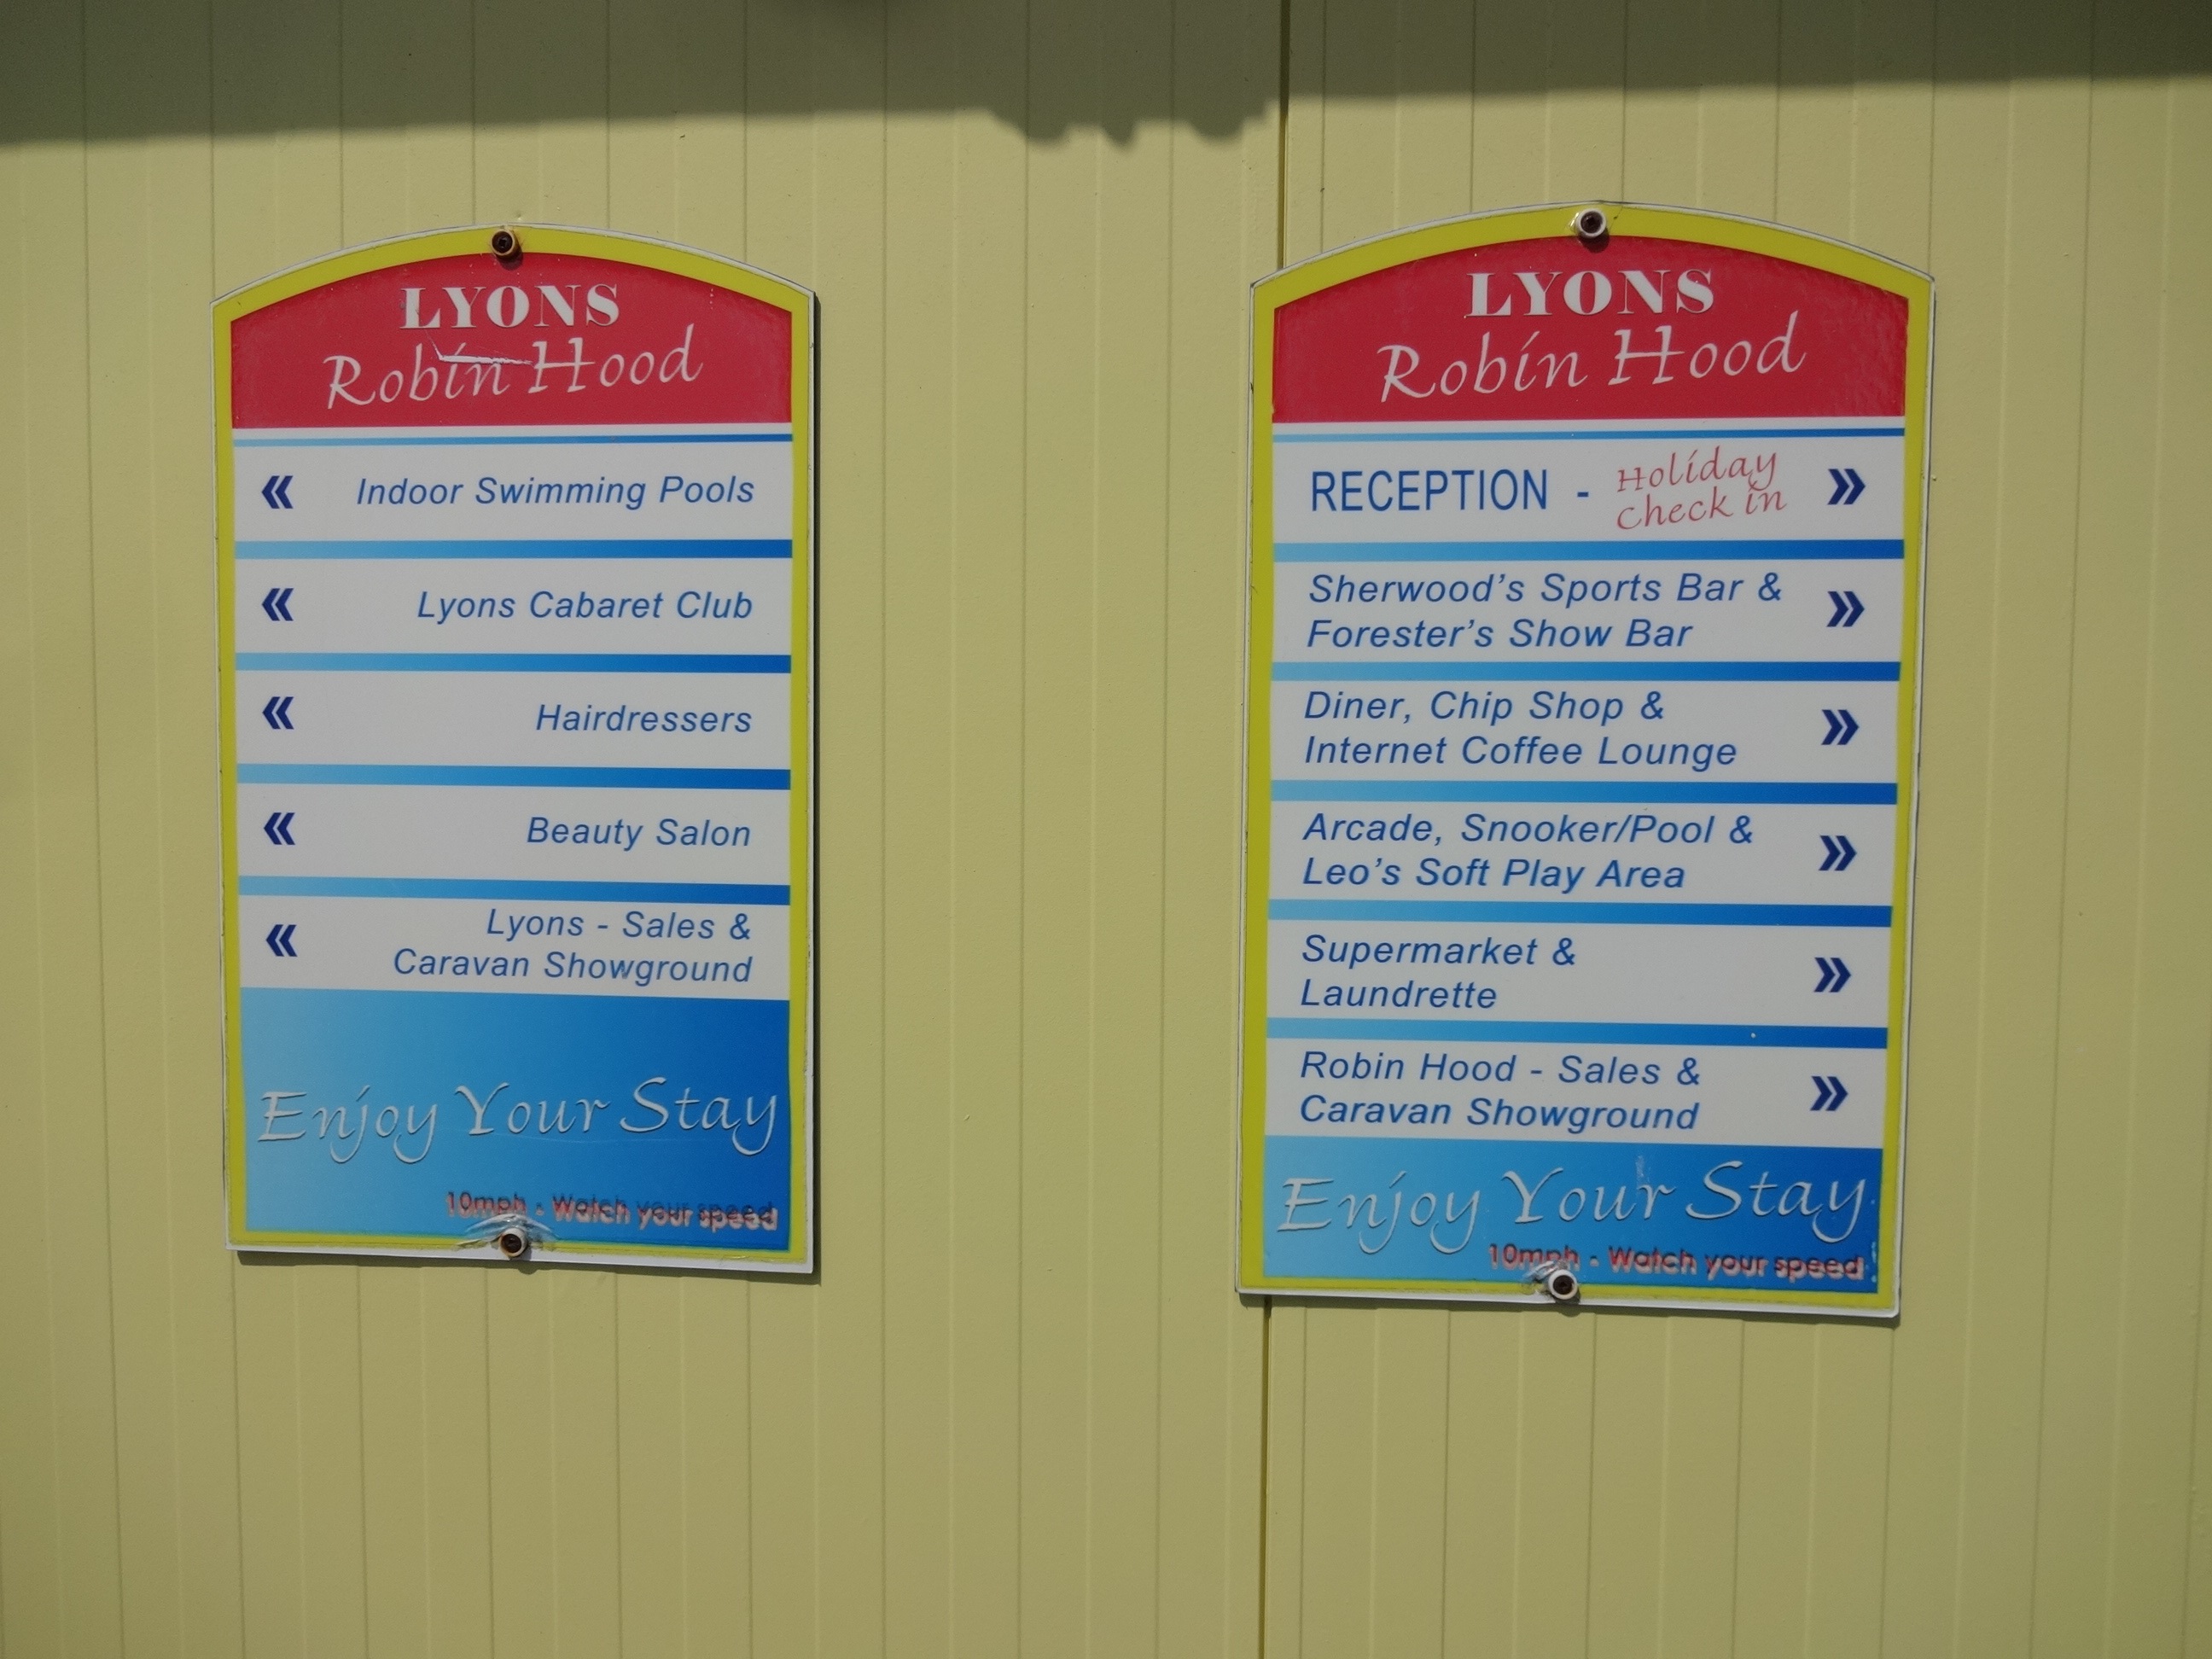 LYONS
Robin Hood
« Indoor Swimming Pools
« Lyons Cabaret Club
« Hairdressers
« Beauty Salon
« Lyons - Sales &
Caravan Showground
Enjoy Your Stay
10mph - Watch your speed
LYONS
Robin Hood
RECEPTION - Holiday
Check in »
Sherwood's Sports Bar &
Forester's Show Bar »
Diner, Chip Shop &
Internet Coffee Lounge »
Arcade, Snooker/Pool &
Leo's Soft Play Area »
Supermarket &
Laundrette »
Robin Hood - Sales &
Caravan Showground »
Enjoy Your Stay
10mph - Watch your speed